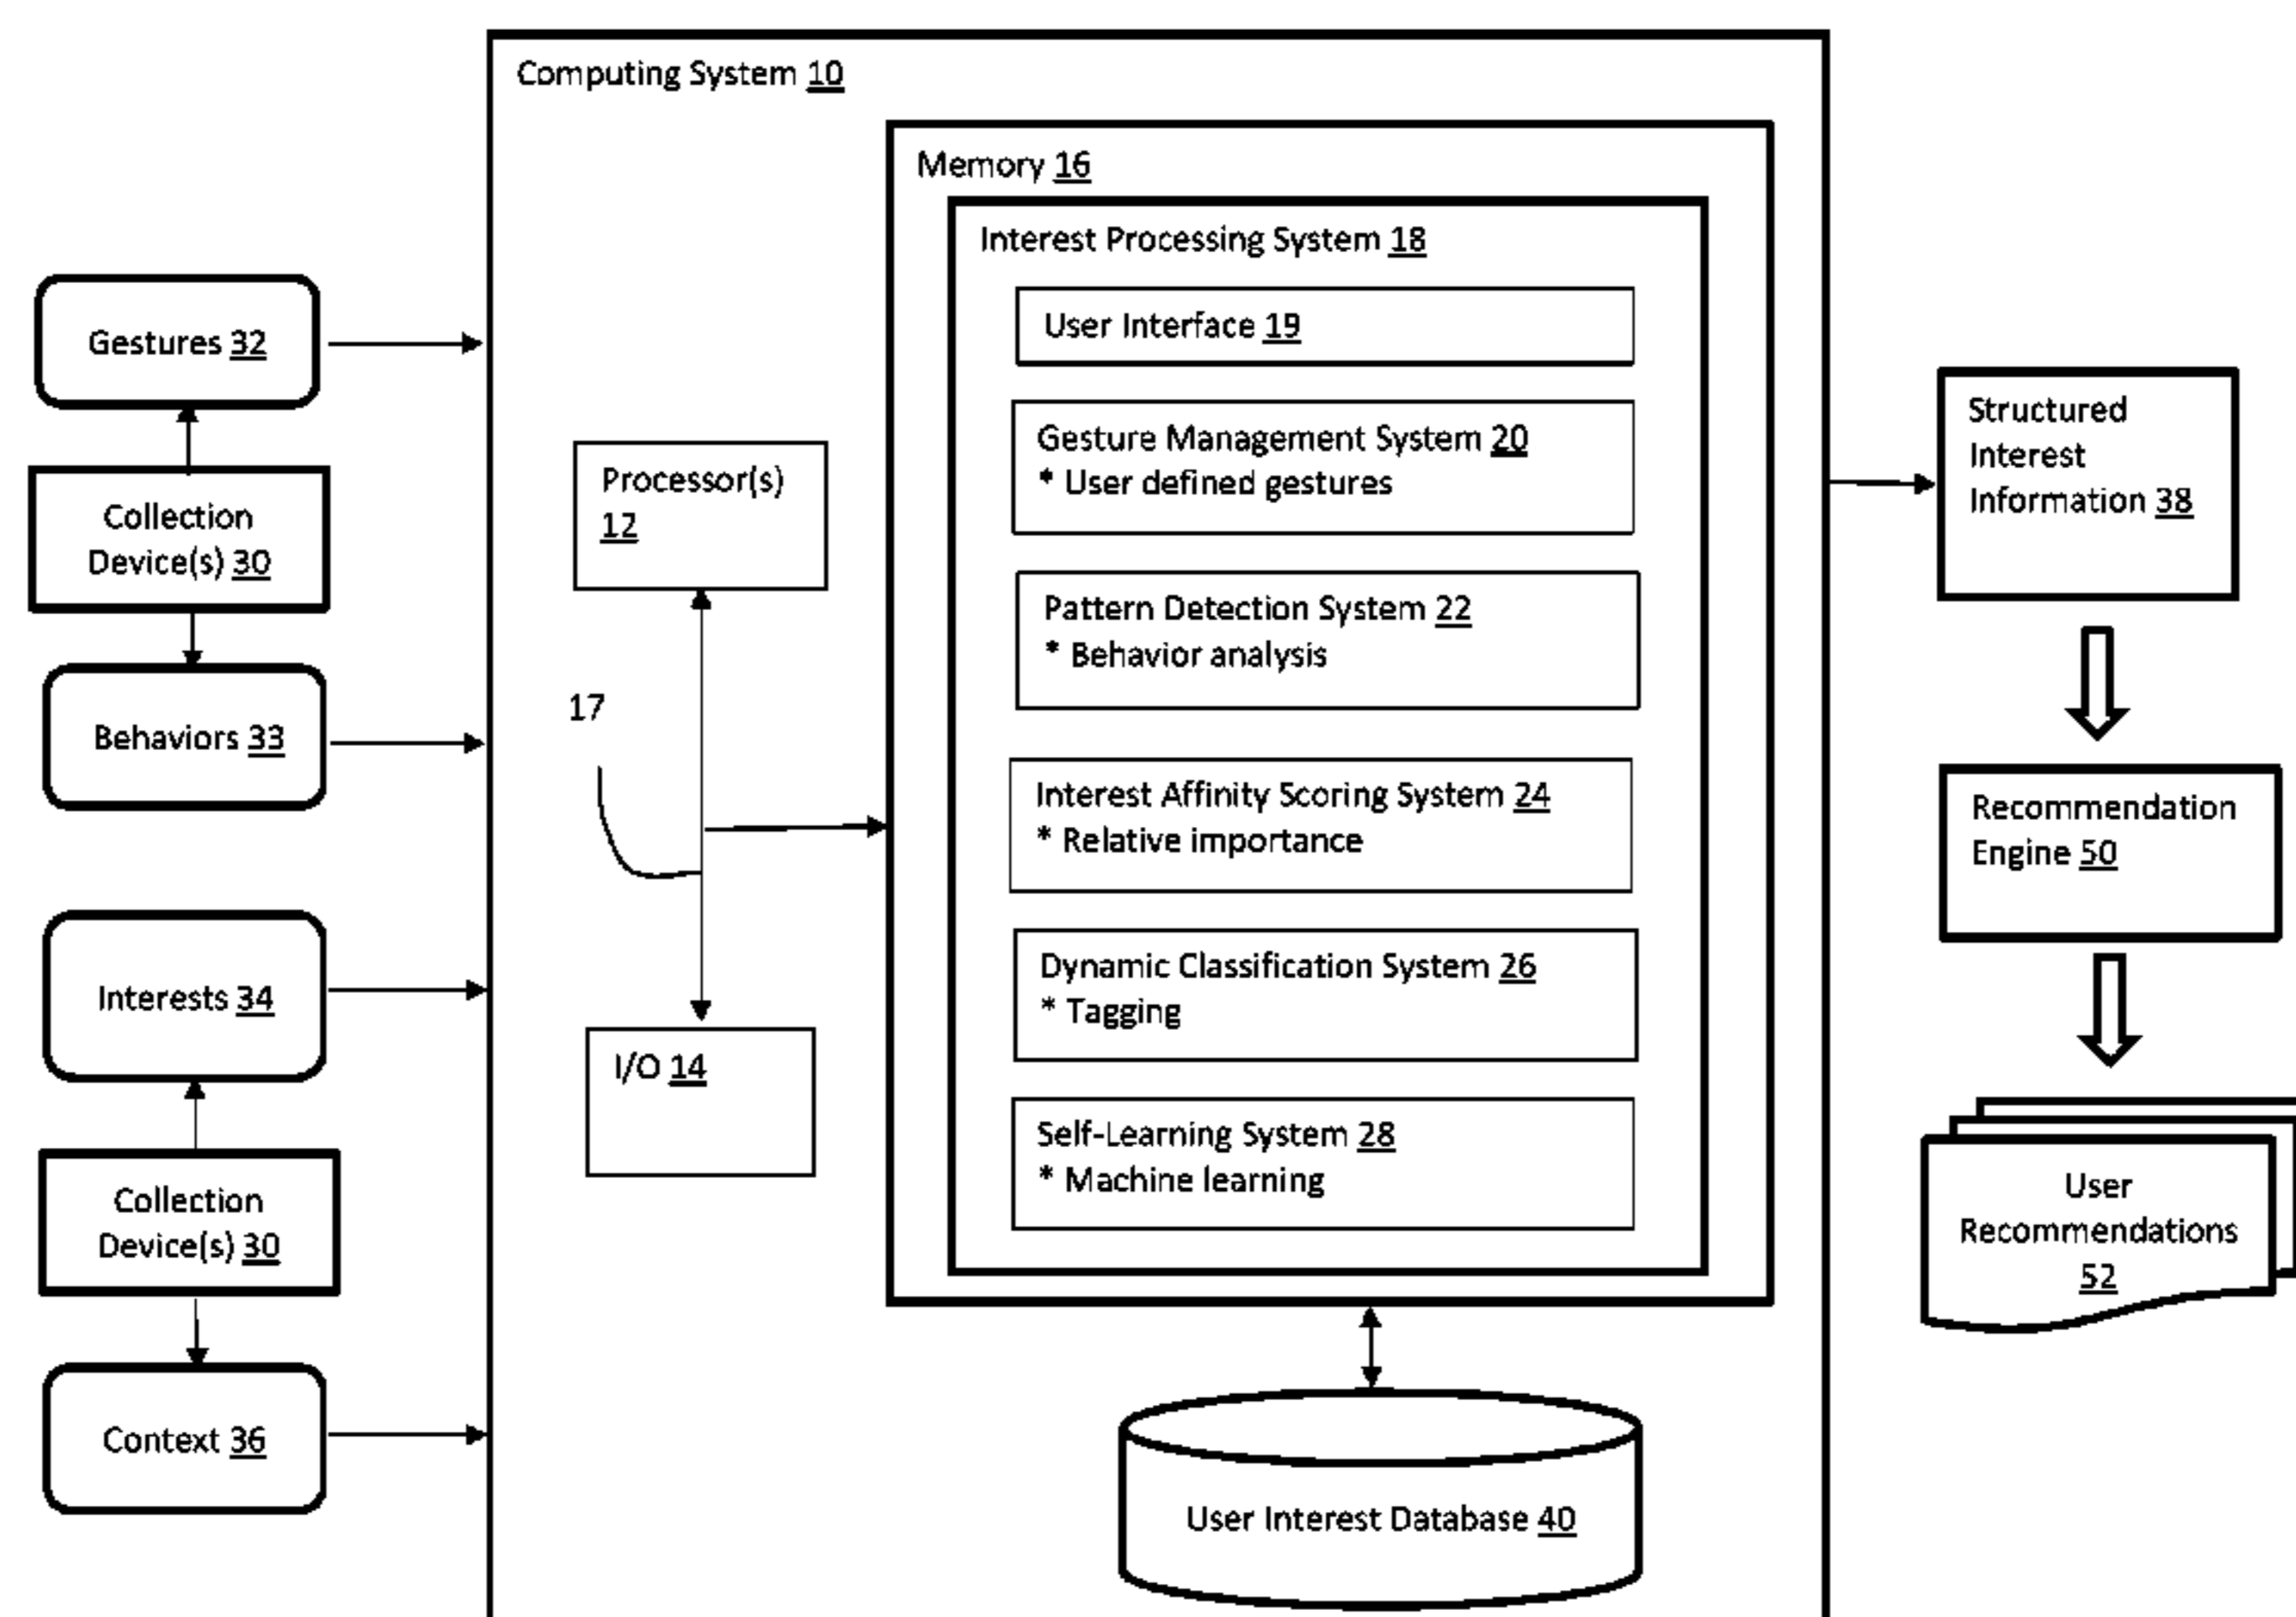 Computing System 10
Memory 16
Interest Processing System 18
User Interface 19
Gesture Management System 20
* User defined gestures
Pattern Detection System 22
* Behavior analysis
Interest Affinity Scoring System 24
* Relative importance
Dynamic Classification System 26
* Tagging
Self-Learning System 28
* Machine learning
Gestures 32
Collection
Device(s) 30
Behaviors 33
Interests 34
Collection
Device(s) 30
Context 36
Processor(s)
12
17
I/O 14
User Interest Database 40
Structured
Interest
Information 38
Recommendation
Engine 50
User
Recommendations
52